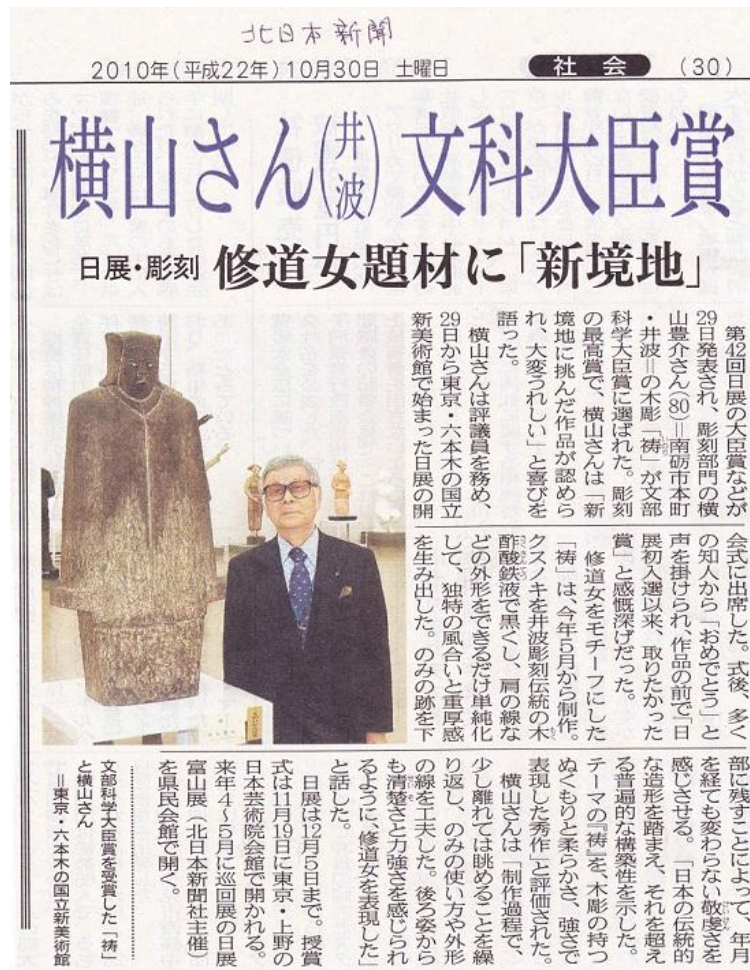 北日本新聞
2010年(平成22年)10月30日 土曜日
社会
(30)
横山さん(井波)文科大臣賞
日展・彫刻 修道女題材に「新境地」
第42回日展の大臣賞などが
29日発表され、彫刻部門の横
山豊介さん(80)=南砺市本町
・井波=の木彫「祷」が文部
いのり
科学大臣賞に選ばれた。彫刻
の最高賞で、横山さんは「新
境地に挑んだ作品が認めら
れ、大変うれしい」と喜びを
語った。
横山さんは評議員を務め、
29日から東京・六本木の国立
新美術館で始まった日展の開
会式に出席した。式後、多く
の知人から「おめでとう」と
声を掛けられ、作品の前で「日
展初入選以来、取りたかった
賞」と感慨深げだった。
修道女をモチーフにした
「祷」は、今年5月から制作。
クスノキを井波彫刻伝統の木
もく
酢酸鉄液で黒くし、肩の線な
さくさんてつ
どの外形をできるだけ単純化
して、独特の風合いと重厚感
を生み出した。のみの跡を下
部に残すことによって、年月
を経ても変わらない敬虔さを
けいけん
感じさせる。「日本の伝統的
な造形を踏まえ、それを超え
る普遍的な構築性を示した。
テーマの『祷』を、木彫の持つ
ぬくもりと柔らかさ、強さで
表現した秀作」と評価された。
横山さんは「制作過程で、
少し離れては眺めることを繰
り返し、のみの使い方や外形
の線を工夫した。後ろ姿から
も清楚さと力強さを感じられ
せいそ
るように、修道女を表現した」
と話した。
日展は12月5日まで。授賞
式は11月19日に東京・上野の
日本芸術院会館で開かれる。
来年4~5月に巡回展の日展
富山展(北日本新聞社主催)
を県民会館で開く。
文部科学大臣賞を受賞した「祷」
と横山さん
=東京・六本木の国立新美術館